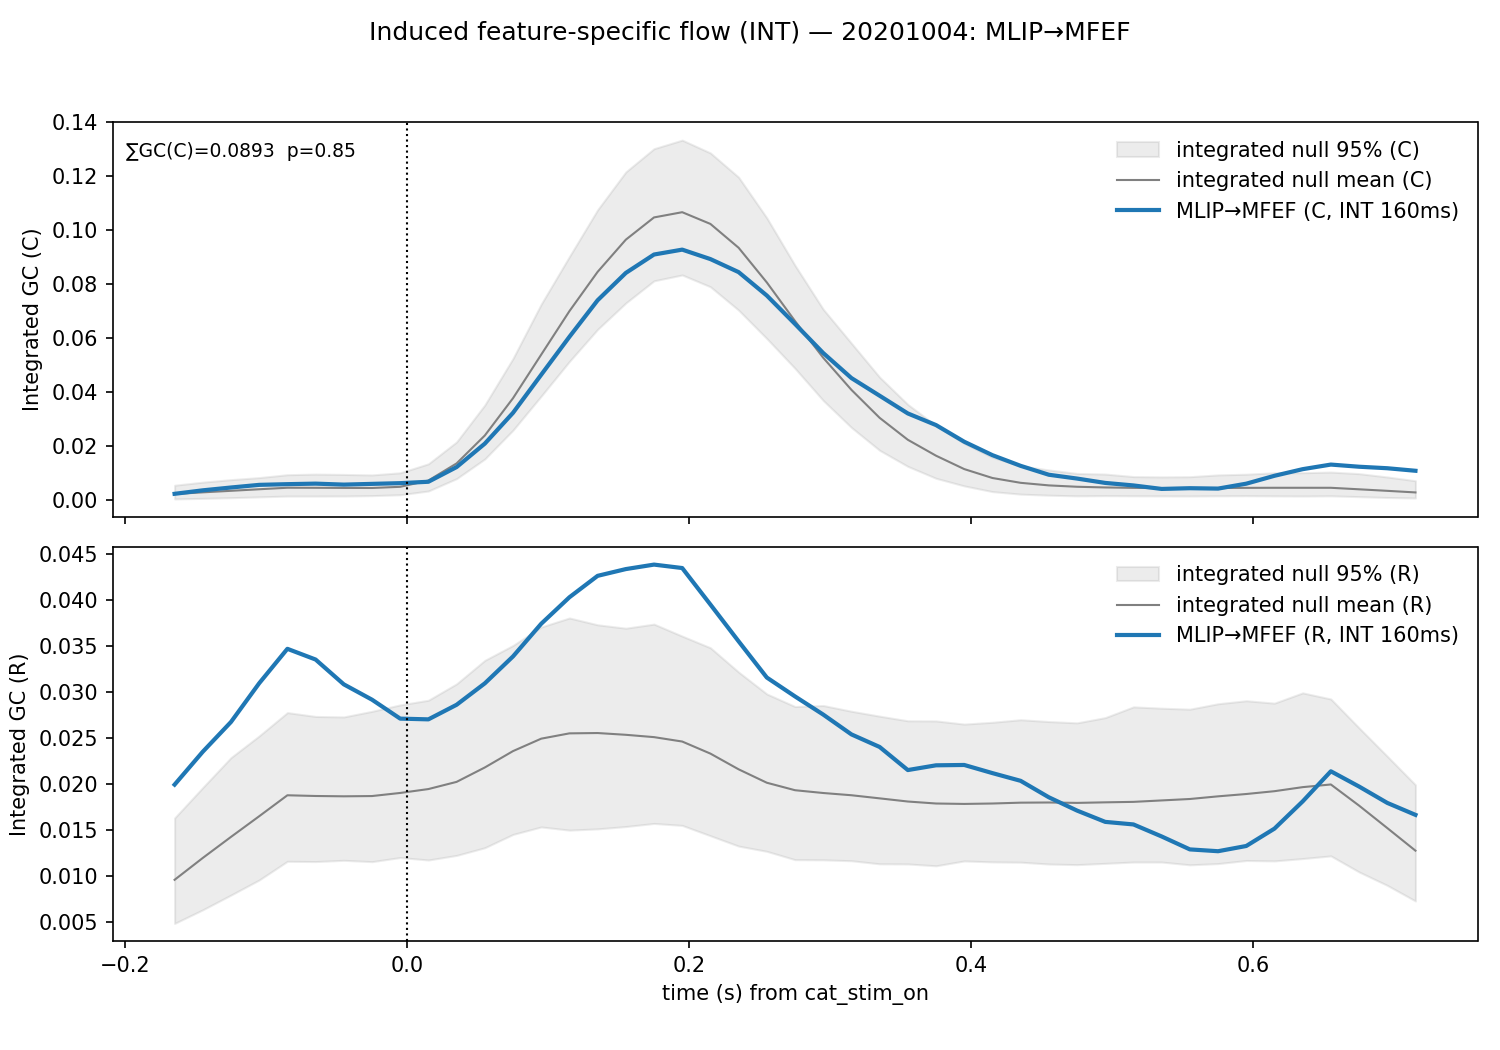 Induced feature-specific flow (INT) — 20201004: MLIP→MFEF
∑GC(C)=0.0893  p=0.85
integrated null 95% (C)
integrated null mean (C)
MLIP→MFEF (C, INT 160ms)
Integrated GC (C)
0.14
0.12
0.10
0.08
0.06
0.04
0.02
0.00
integrated null 95% (R)
integrated null mean (R)
MLIP→MFEF (R, INT 160ms)
Integrated GC (R)
0.045
0.040
0.035
0.030
0.025
0.020
0.015
0.010
0.005
−0.2 0.0 0.2 0.4 0.6
time (s) from cat_stim_on